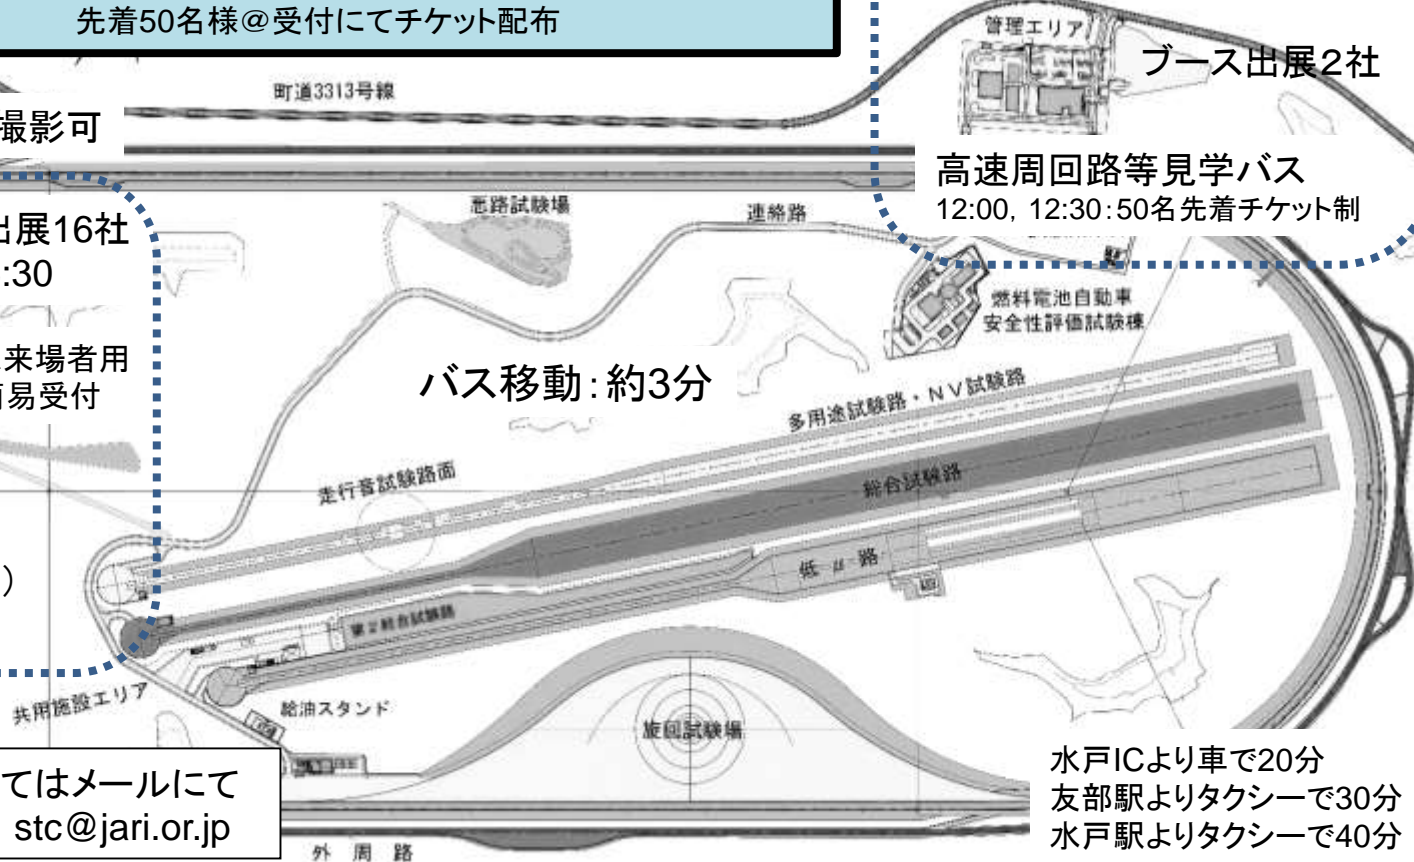 先着50名様@受付にてチケット配布
管理エリア
ブース出展2社
町道3313号線
撮影可
高速周回路等見学バス
12:00, 12:30:50名先着チケット制
悪路試験場
連絡路
出展16社
:30
燃料電池自動車
安全性評価試験棟
来場者用
易受付
バス移動:約3分
多用途試験路・NV試験路
走行音試験路面
総合試験路
低μ路
)
第2総合試験路
共用施設エリア
給油スタンド
旋回試験場
てはメールにて
stc@jari.or.jp
水戸ICより車で20分
友部駅よりタクシーで30分
水戸駅よりタクシーで40分
外周路